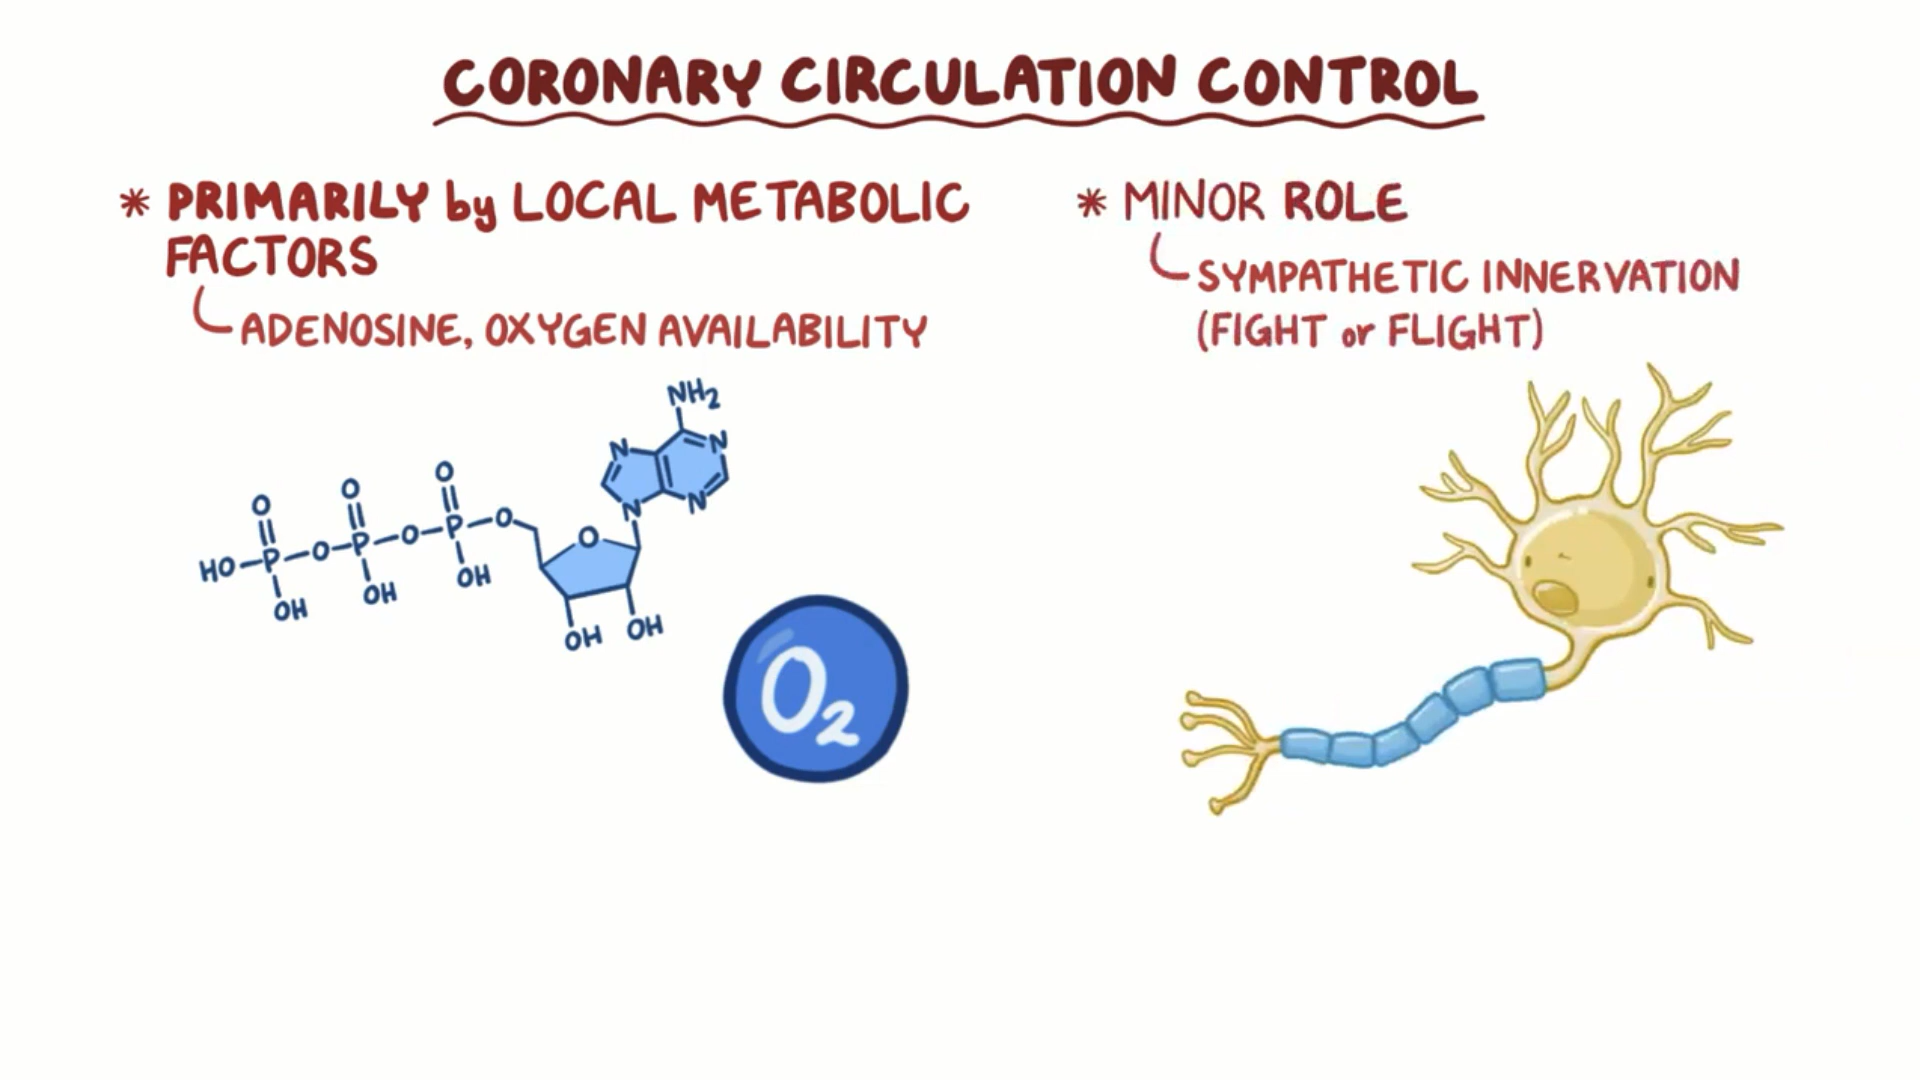 CORONARY CIRCULATION CONTROL
* PRIMARILY by LOCAL METABOLIC
FACTORS
ADENOSINE, OXYGEN AVAILABILITY
* MINOR ROLE
SYMPATHETIC INNERVATION
(FIGHT or FLIGHT)
NH2
N
N
N
N
O
O
O
HO
P
O
P
O
P
O
O
OH
OH
OH
OH
OH
O2